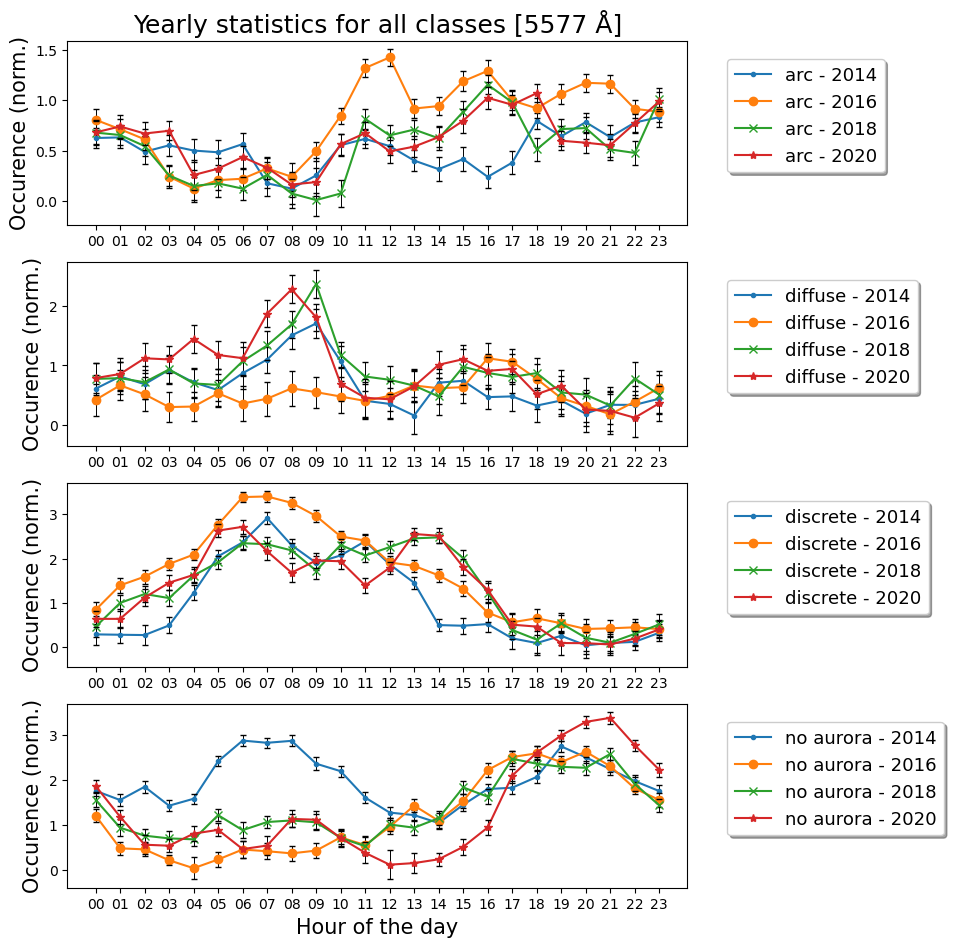 Yearly statistics for all classes [5577 Å]
Occurence (norm.)
1.5
1.0
0.5
0.0
00 01 02 03 04 05 06 07 08 09 10 11 12 13 14 15 16 17 18 19 20 21 22 23
arc - 2014
arc - 2016
arc - 2018
arc - 2020
Occurence (norm.)
2
1
0
00 01 02 03 04 05 06 07 08 09 10 11 12 13 14 15 16 17 18 19 20 21 22 23
diffuse - 2014
diffuse - 2016
diffuse - 2018
diffuse - 2020
Occurence (norm.)
3
2
1
0
00 01 02 03 04 05 06 07 08 09 10 11 12 13 14 15 16 17 18 19 20 21 22 23
discrete - 2014
discrete - 2016
discrete - 2018
discrete - 2020
Occurence (norm.)
3
2
1
0
00 01 02 03 04 05 06 07 08 09 10 11 12 13 14 15 16 17 18 19 20 21 22 23
no aurora - 2014
no aurora - 2016
no aurora - 2018
no aurora - 2020
Hour of the day